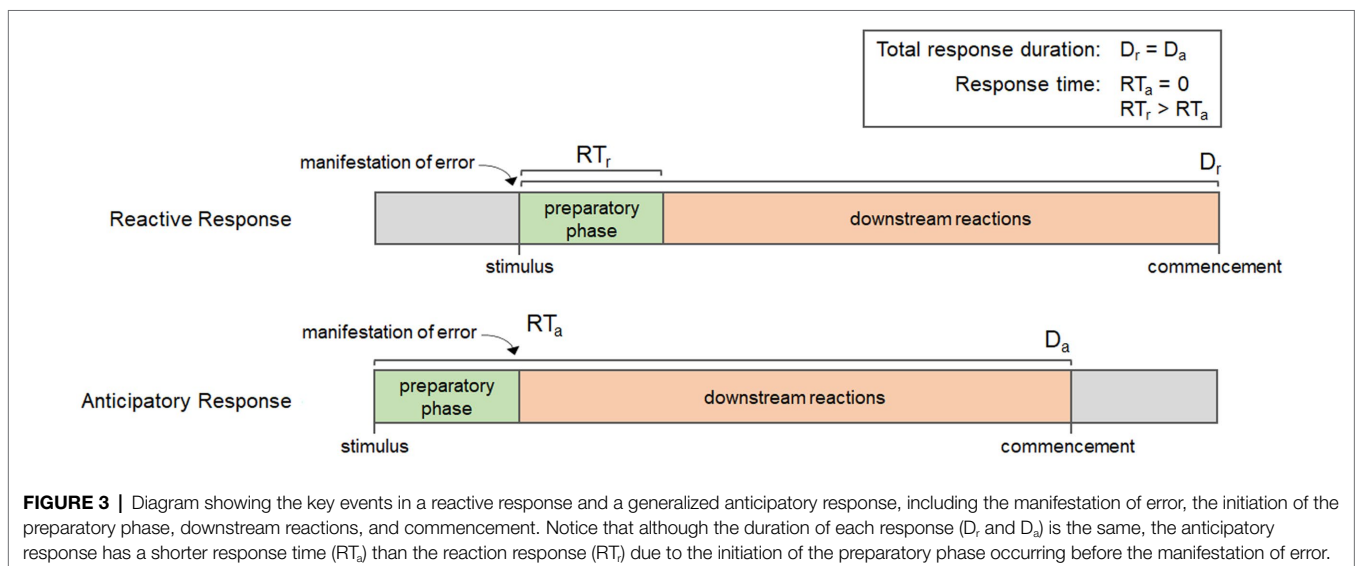 Total response duration: Dr = Da
Response time: RTa = 0
RTr > RTa
manifestation of error
RTr
Dr
Reactive Response
preparatory
phase
downstream reactions
stimulus
commencement
manifestation of error
RTa
Da
Anticipatory Response
preparatory
phase
downstream reactions
stimulus
commencement
FIGURE 3 | Diagram showing the key events in a reactive response and a generalized anticipatory response, including the manifestation of error, the initiation of the
preparatory phase, downstream reactions, and commencement. Notice that although the duration of each response (Dr and Da) is the same, the anticipatory
response has a shorter response time (RTa) than the reaction response (RTr) due to the initiation of the preparatory phase occurring before the manifestation of error.